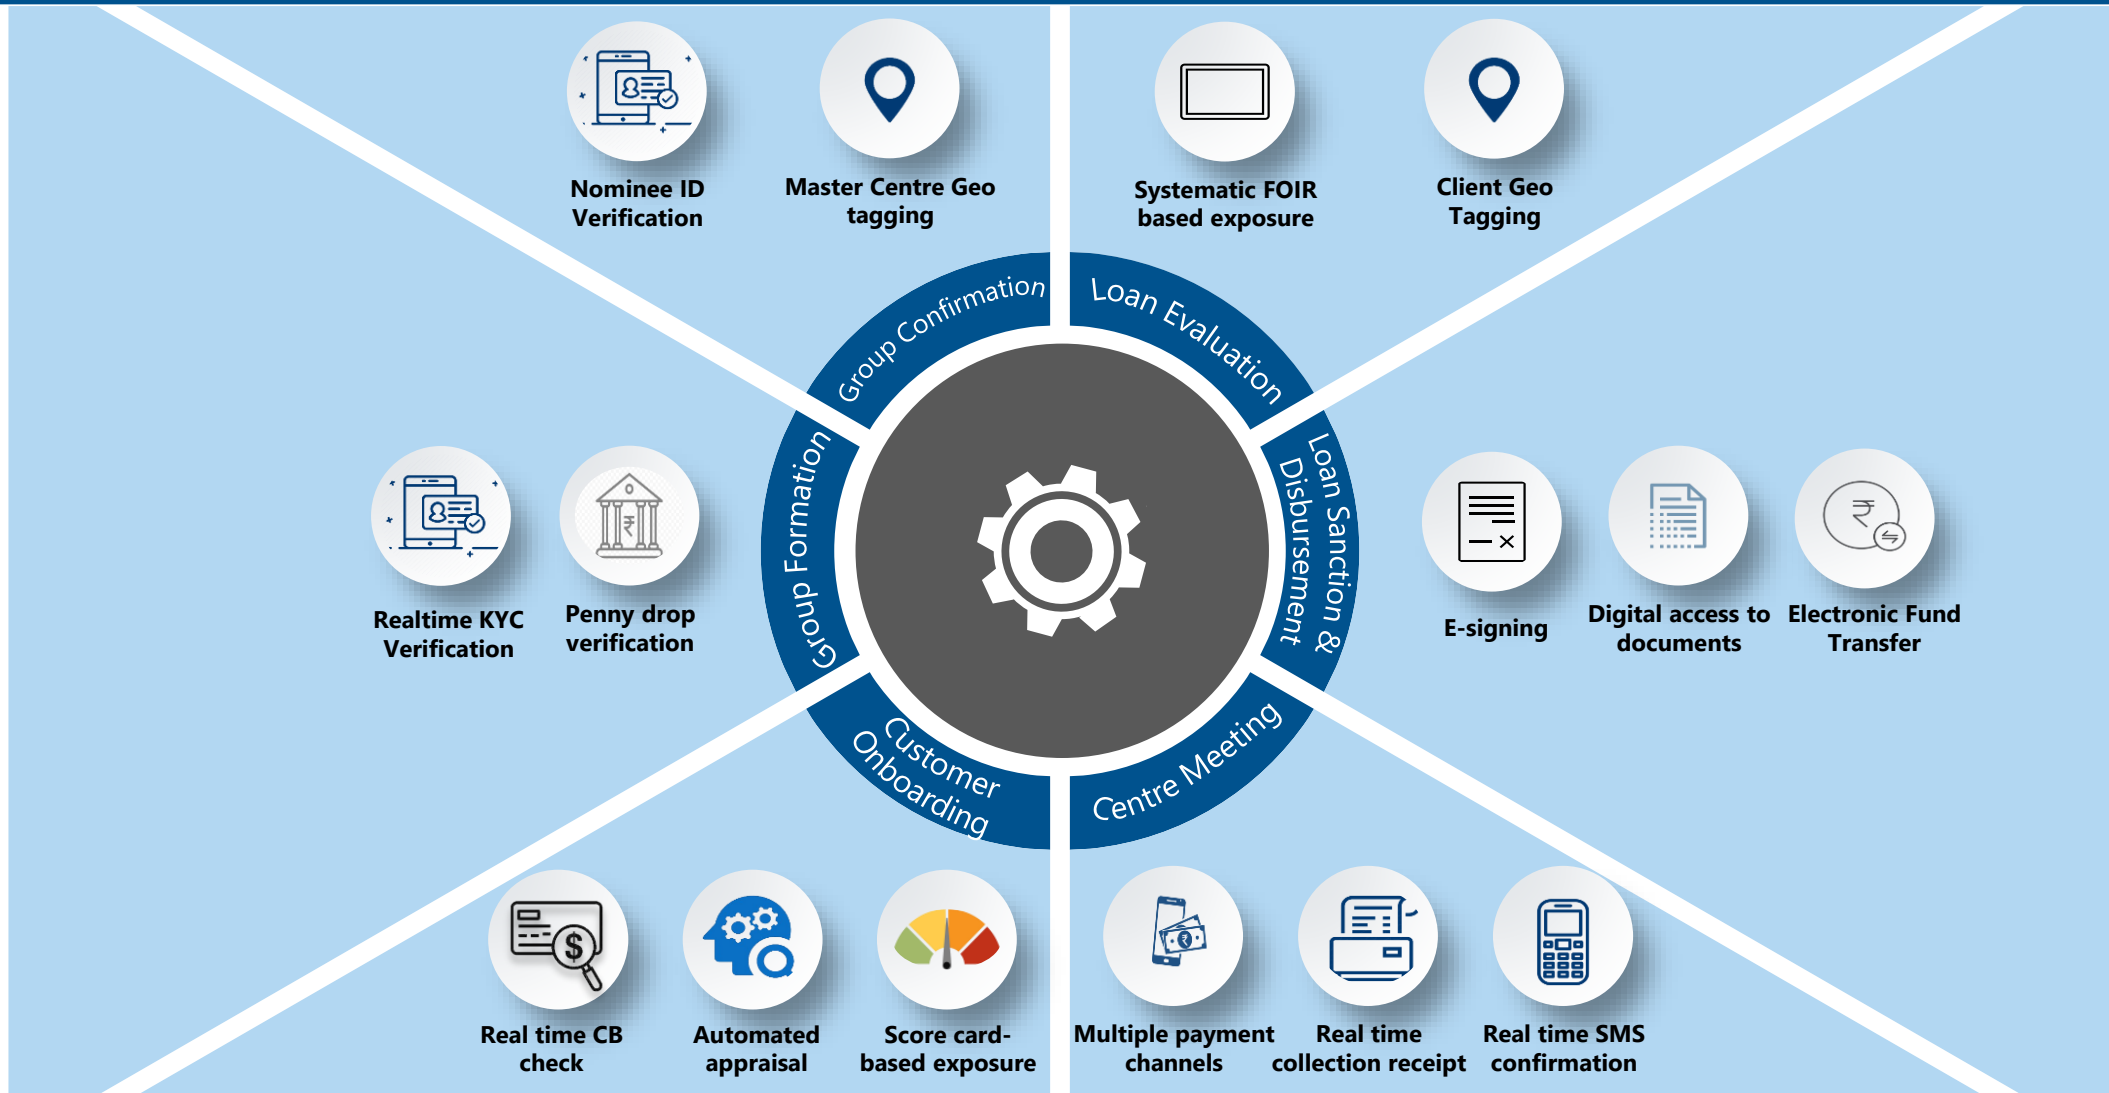 Nominee ID
Verification
Master Centre Geo
tagging
Systematic FOIR
based exposure
Client Geo
Tagging
Group Confirmation
Loan Evaluation
Group Formation
Loan Sanction &
Disbursement
Customer
Onboarding
Centre Meeting
Realtime KYC
Verification
Penny drop
verification
E-signing
Digital access to
documents
Electronic Fund
Transfer
Real time CB
check
Automated
appraisal
Score card-
based exposure
Multiple payment
channels
Real time
collection receipt
Real time SMS
confirmation